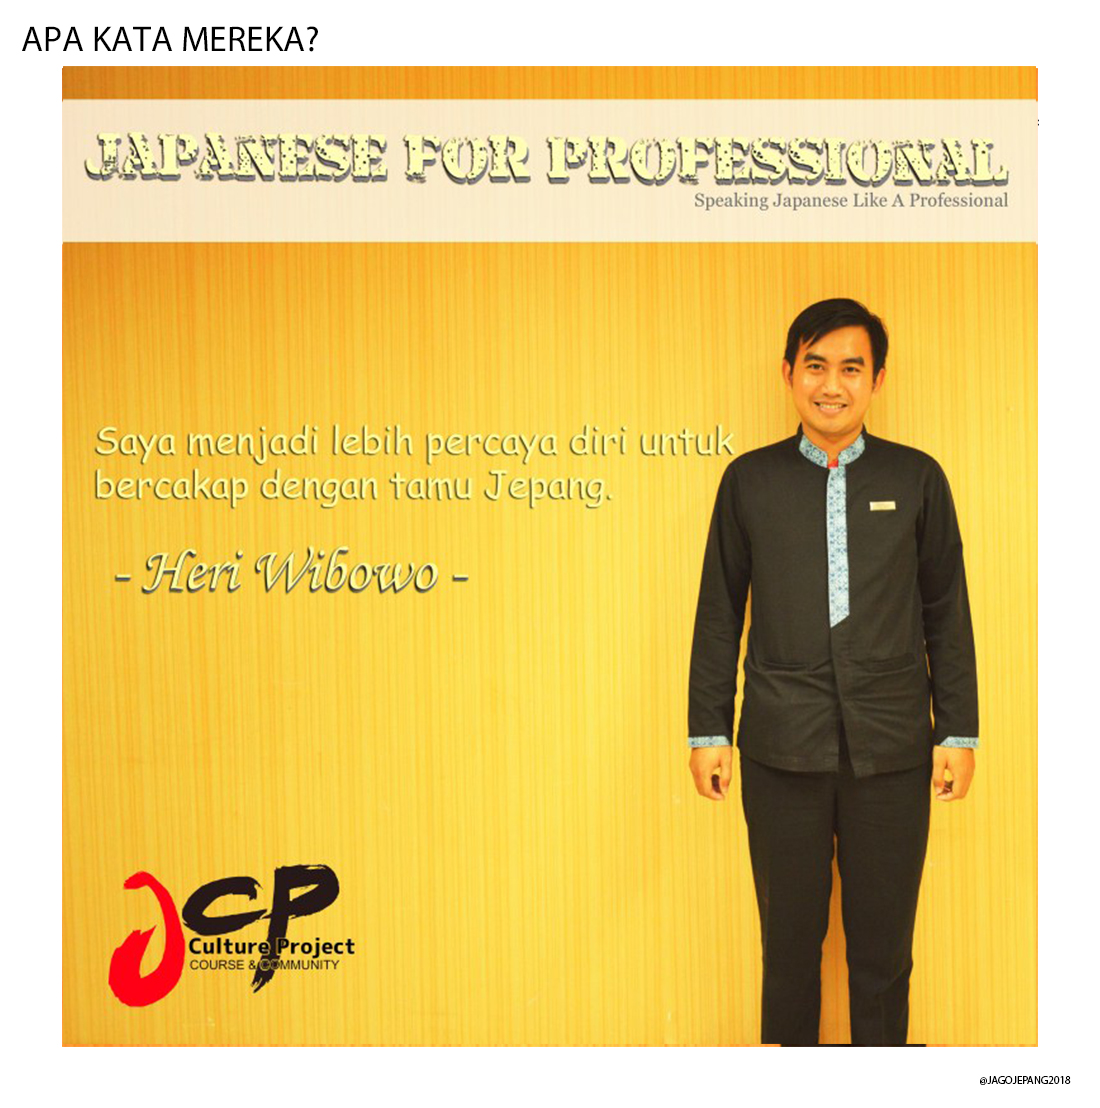 APA KATA MEREKA?
JAPANESE FOR PROFESSIONAL
Speaking Japanese Like A Professional
Saya menjadi lebih percaya diri untuk
bercakap dengan tamu Jepang.
- Heri Wibowo -
JCP
Culture Project
COURSE & COMMUNITY
@JAGOJEPANG2018